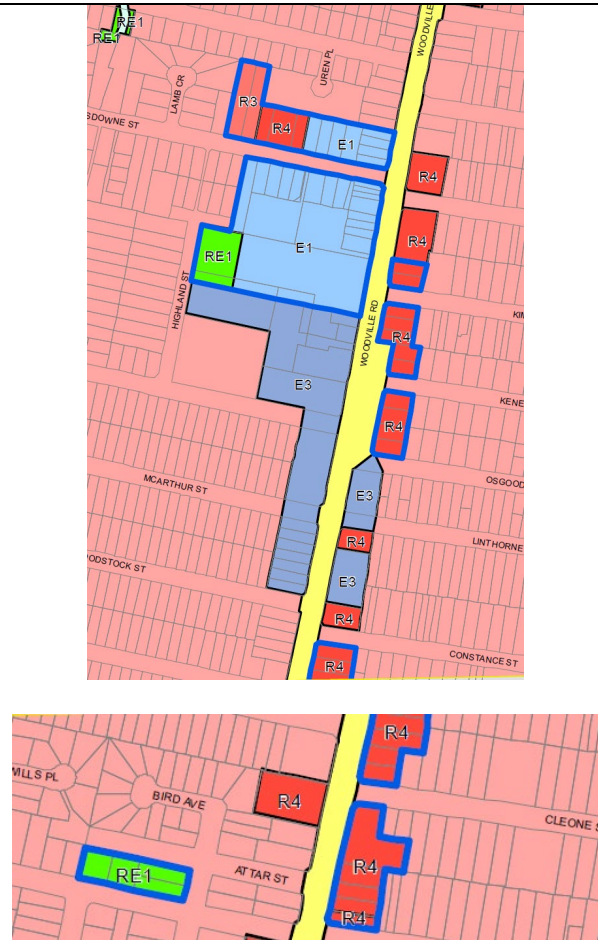 RE1
RE1
WOODVILLE
LAMB CR
UREN PL
R3
SDOWNE ST
R4
E1
R4
R4
E1
RE1
HIGHLAND ST
WOODVILLE RD
KIM
R4
E3
KENE
R4
MCARTHUR ST
OSGOOD
E3
R4
LINTHORNE
ODSTOCK ST
E3
R4
CONSTANCE ST
R4
R4
WILLS PL
BIRD AVE
R4
CLEONE S
RE1
ATTAR ST
R4
R4